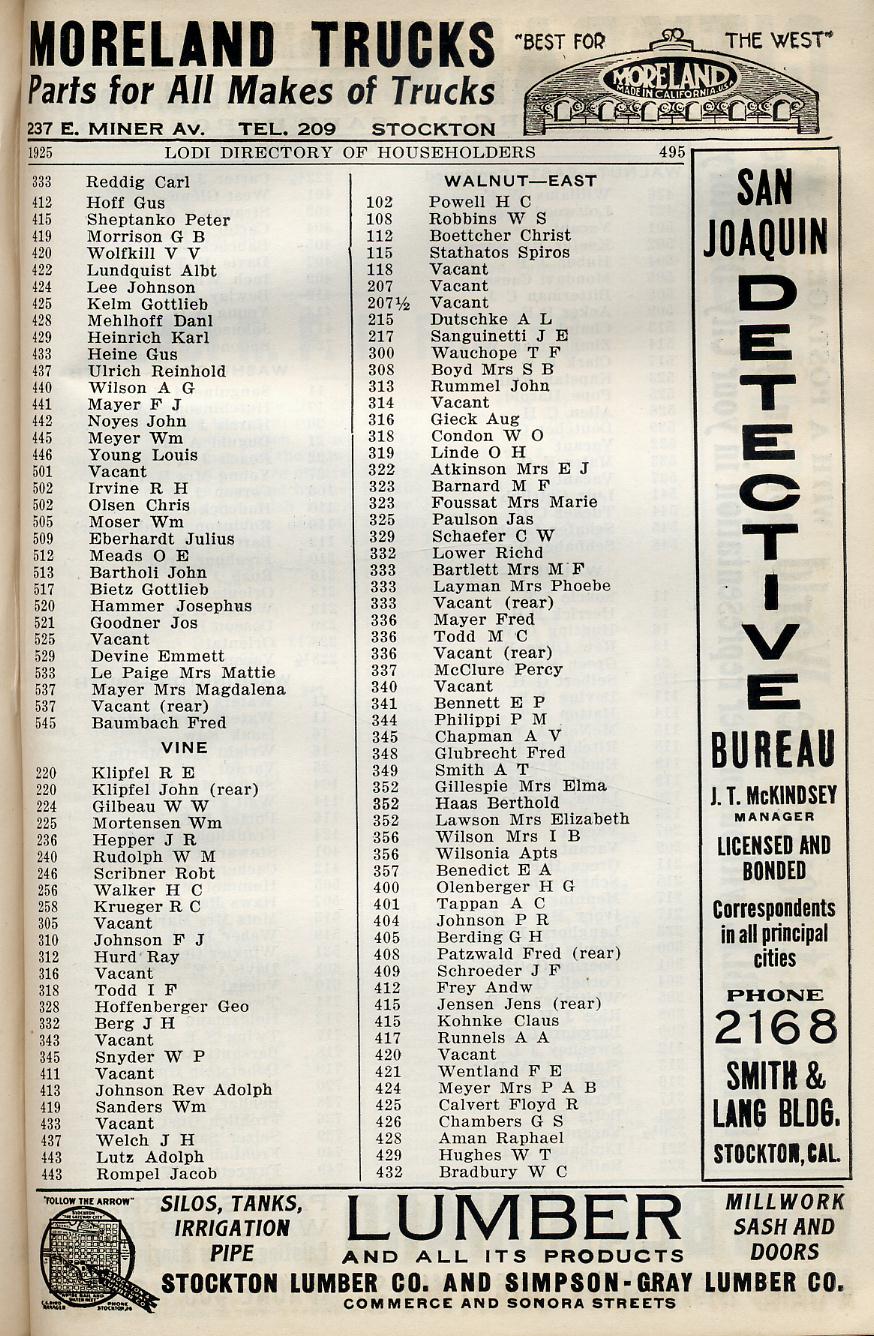 MORELAND TRUCKS
Parts for All Makes of Trucks
237 E. MINER AV. TEL. 209 STOCKTON
"BEST FOR THE WEST"
MORELAND
MADE IN CALIFORNIA. U.S.
1925 LODI DIRECTORY OF HOUSEHOLDERS 495
333 Reddig Carl
412 Hoff Gus
415 Sheptanko Peter
419 Morrison G B
420 Wolfkill V V
422 Lundquist Albt
424 Lee Johnson
425 Kelm Gottlieb
428 Mehlhoff Danl
429 Heinrich Karl
433 Heine Gus
437 Ulrich Reinhold
440 Wilson A G
441 Mayer F J
442 Noyes John
445 Meyer Wm
446 Young Louis
501 Vacant
502 Irvine R H
502 Olsen Chris
505 Moser Wm
509 Eberhardt Julius
512 Meads O E
513 Bartholi John
517 Bietz Gottlieb
520 Hammer Josephus
521 Goodner Jos
525 Vacant
529 Devine Emmett
533 Le Paige Mrs Mattie
537 Mayer Mrs Magdalena
537 Vacant (rear)
545 Baumbach Fred
VINE
220 Klipfel R E
220 Klipfel John (rear)
224 Gilbeau W W
225 Mortensen Wm
236 Hepper J R
240 Rudolph W M
246 Scribner Robt
256 Walker H C
258 Krueger R C
305 Vacant
310 Johnson F J
312 Hurd Ray
316 Vacant
318 Todd I F
328 Hoffenberger Geo
332 Berg J H
343 Vacant
345 Snyder W P
411 Vacant
413 Johnson Rev Adolph
419 Sanders Wm
433 Vacant
437 Welch J H
443 Lutz Adolph
443 Rompel Jacob
WALNUT—EAST
102 Powell H C
108 Robbins W S
112 Boettcher Christ
115 Stathatos Spiros
118 Vacant
207 Vacant
207½ Vacant
215 Dutschke A L
217 Sanguinetti J E
300 Wauchope T F
308 Boyd Mrs S B
313 Rummel John
314 Vacant
316 Gieck Aug
318 Condon W O
319 Linde O H
322 Atkinson Mrs E J
323 Barnard M F
323 Foussat Mrs Marie
325 Paulson Jas
329 Schaefer C W
332 Lower Richd
333 Bartlett Mrs M F
333 Layman Mrs Phoebe
333 Vacant (rear)
336 Mayer Fred
336 Todd M C
336 Vacant (rear)
337 McClure Percy
340 Vacant
341 Bennett E P
344 Philippi P M
345 Chapman A V
348 Glubrecht Fred
349 Smith A T
352 Gillespie Mrs Elma
352 Haas Berthold
352 Lawson Mrs Elizabeth
356 Wilson Mrs I B
356 Wilsonia Apts
357 Benedict E A
400 Olenberger H G
401 Tappan A C
404 Johnson P R
405 Berding G H
408 Patzwald Fred (rear)
409 Schroeder J F
412 Frey Andw
415 Jensen Jens (rear)
415 Kohnke Claus
417 Runnels A A
420 Vacant
421 Wentland F E
424 Meyer Mrs P A B
425 Calvert Floyd R
426 Chambers G S
428 Aman Raphael
429 Hughes W T
432 Bradbury W C
SAN
JOAQUIN
DETECTIVE
BUREAU
J. T. McKINDSEY
MANAGER
LICENSED AND
BONDED
Correspondents
in all principal
cities
PHONE
2168
SMITH &
LANG BLDG.
STOCKTON, CAL.
"FOLLOW THE ARROW"
SILOS, TANKS,
IRRIGATION
PIPE
LUMBER
AND ALL ITS PRODUCTS
MILLWORK
SASH AND
DOORS
STOCKTON LUMBER CO. AND SIMPSON-GRAY LUMBER CO.
COMMERCE AND SONORA STREETS